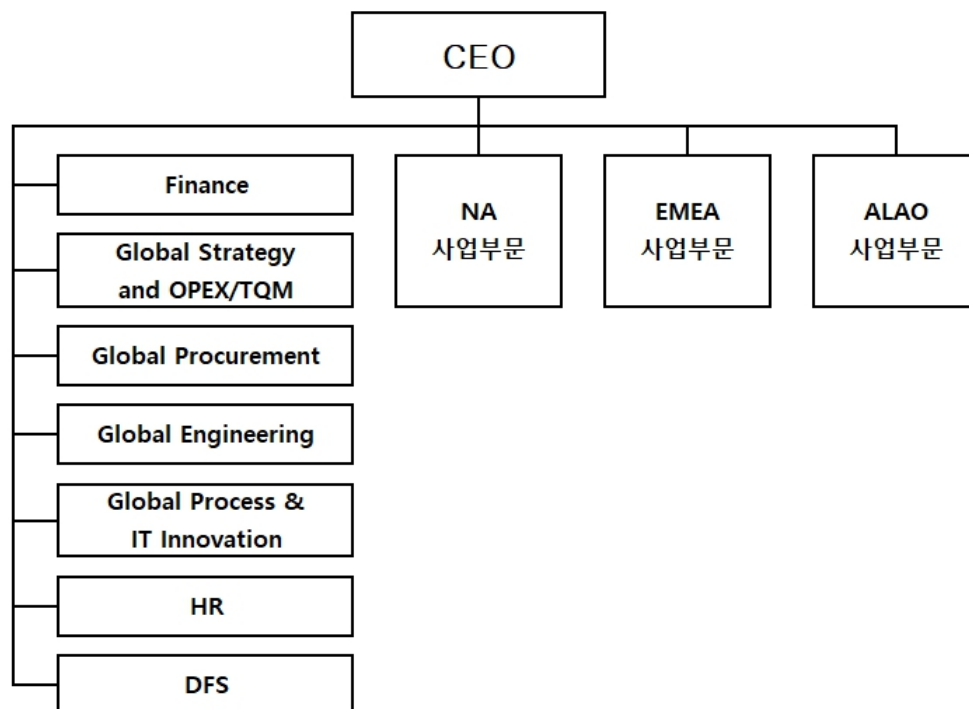 CEO
Finance
Global Strategy
and OPEX/TQM
Global Procurement
Global Engineering
Global Process &
IT Innovation
HR
DFS
NA
사업부문
EMEA
사업부문
ALAO
사업부문